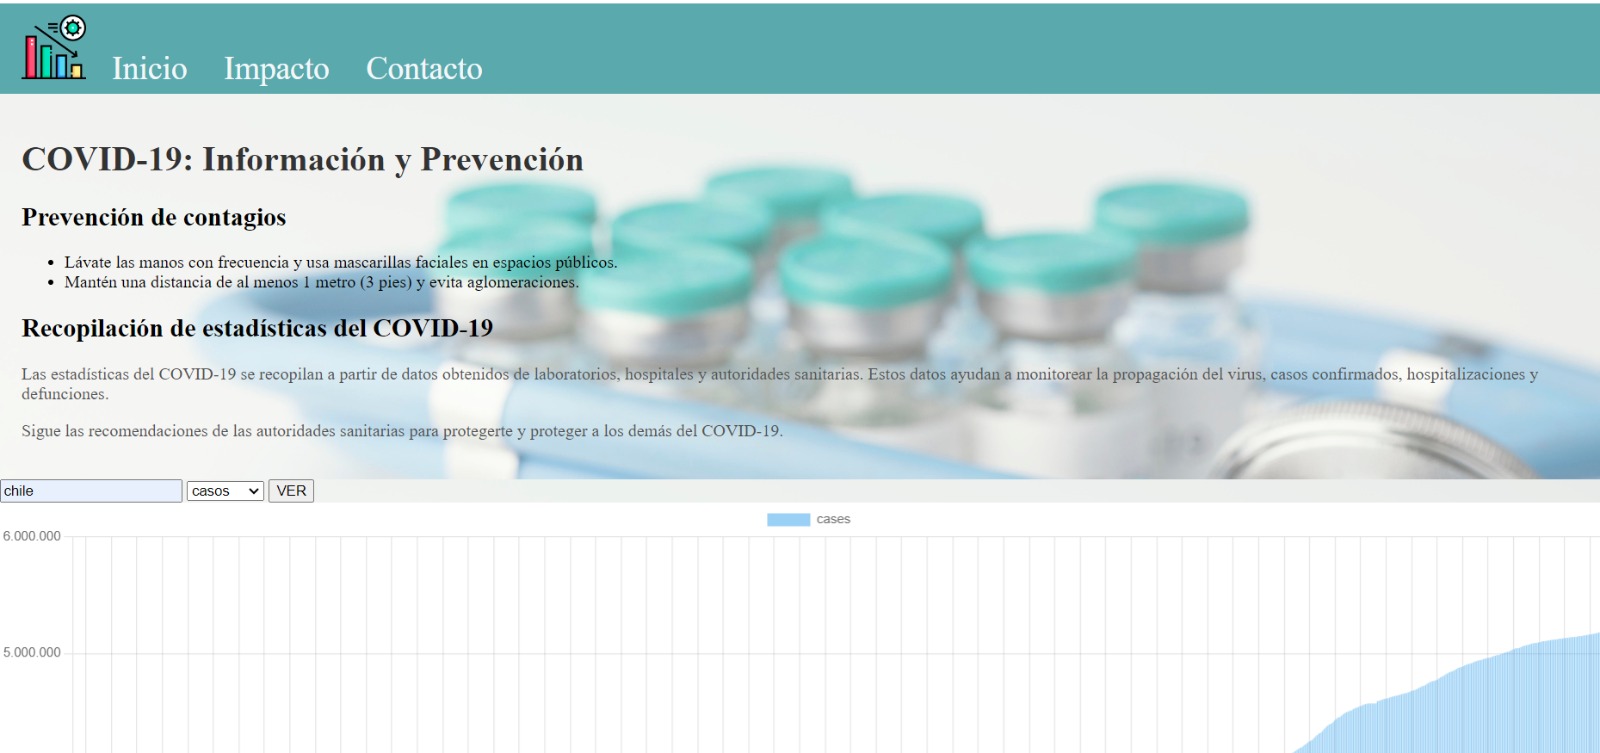 Inicio Impacto Contacto
COVID-19: Información y Prevención
Prevención de contagios
• Lávate las manos con frecuencia y usa mascarillas faciales en espacios públicos.
• Mantén una distancia de al menos 1 metro (3 pies) y evita aglomeraciones.
Recopilación de estadísticas del COVID-19
Las estadísticas del COVID-19 se recopilan a partir de datos obtenidos de laboratorios, hospitales y autoridades sanitarias. Estos datos ayudan a monitorear la propagación del virus, casos confirmados, hospitalizaciones y
defunciones.
Sigue las recomendaciones de las autoridades sanitarias para protegerte y proteger a los demás del COVID-19.
chile casos VER
cases
6.000.000
5.000.000